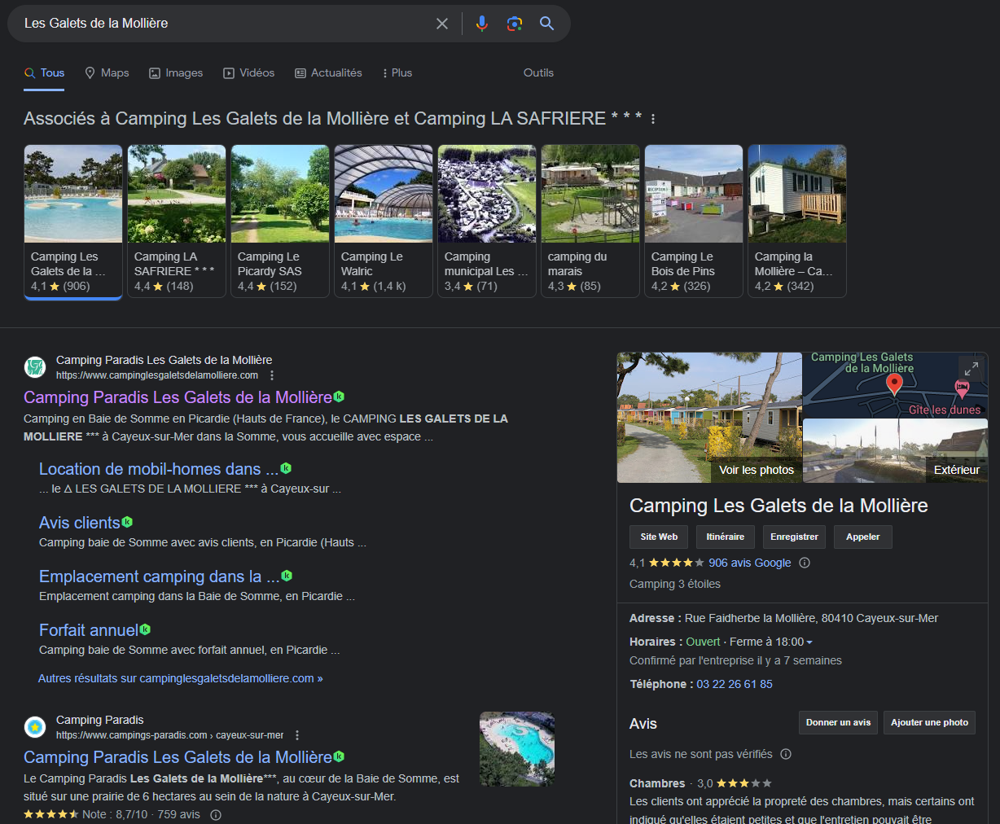 Les Galets de la Mollière
Tous
Maps
Images
Vidéos
Actualités
Plus
Outils
Associés à Camping Les Galets de la Mollière et Camping LA SAFRIERE * * *
Camping Les
Galets de la ...
4,1 ★ (906)
Camping LA
SAFRIERE * * *
4,4 ★ (148)
Camping Le
Picardy SAS
4,4 ★ (152)
Camping Le
Walric
4,1 ★ (1,4 k)
Camping
municipal Les ...
3,4 ★ (71)
camping du
marais
4,3 ★ (85)
RECEPTION
Camping Le
Bois de Pins
4,2 ★ (326)
Camping la
Mollière – Ca...
4,2 ★ (342)
Camping Paradis Les Galets de la Mollière
https://www.campinglesgaletsdelamolliere.com
Camping Paradis Les Galets de la Mollière
Camping en Baie de Somme en Picardie (Hauts de France), le CAMPING LES GALETS DE LA
MOLLIERE *** à Cayeux-sur-Mer dans la Somme, vous accueille avec espace ...
Location de mobil-homes dans ...
... le Δ LES GALETS DE LA MOLLIERE *** à Cayeux-sur ...
Avis clients
Camping baie de Somme avec avis clients, en Picardie (Hauts ...
Emplacement camping dans la ...
Emplacement camping dans la Baie de Somme, en Picardie ...
Forfait annuel
Camping baie de Somme avec forfait annuel, en Picardie ...
Autres résultats sur campinglesgaletsdelamolliere.com »
Camping Paradis
https://www.campings-paradis.com › cayeux-sur-mer
Camping Paradis Les Galets de la Mollière
Le Camping Paradis Les Galets de la Mollière***, au cœur de la Baie de Somme, est
situé sur une prairie de 6 hectares au sein de la nature à Cayeux-sur-Mer.
Note : 8,7/10 · 759 avis
Camping Les Galets
de la Mollière
Gîte les dunes
Voir les photos
Extérieur
Camping Les Galets de la Mollière
Site Web
Itinéraire
Enregistrer
Appeler
4,1 ★★★★★ 906 avis Google
Camping 3 étoiles
Adresse : Rue Faidherbe la Mollière, 80410 Cayeux-sur-Mer
Horaires : Ouvert · Ferme à 18:00
Confirmé par l'entreprise il y a 7 semaines
Téléphone : 03 22 26 61 85
Avis
Donner un avis
Ajouter une photo
Les avis ne sont pas vérifiés
Chambres · 3,0 ★★★★★
Les clients ont apprécié la propreté des chambres, mais certains ont
indiqué qu'elles étaient petites et que l'entretien pouvait être